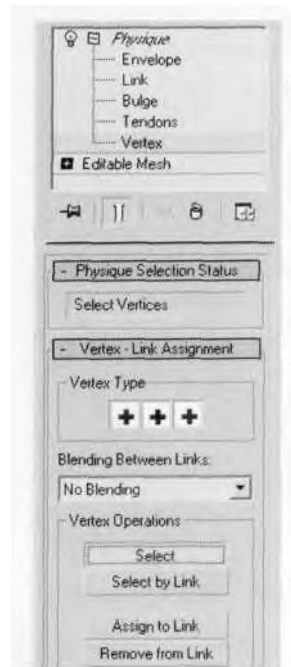 Physique
Envelope
Link
Bulge
Tendons
Vertex
Editable Mesh
- Physique Selection Status
Select Vertices
- Vertex - Link Assignment
Vertex Type
+ + +
Blending Between Links:
No Blending
Vertex Operations
Select
Select by Link
Assign to Link
Remove from Link